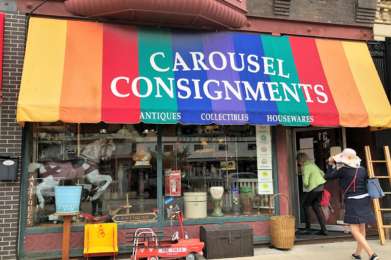 CAROUSEL
CONSIGNMENTS
ANTIQUES COLLECTIBLES HOUSEWARES